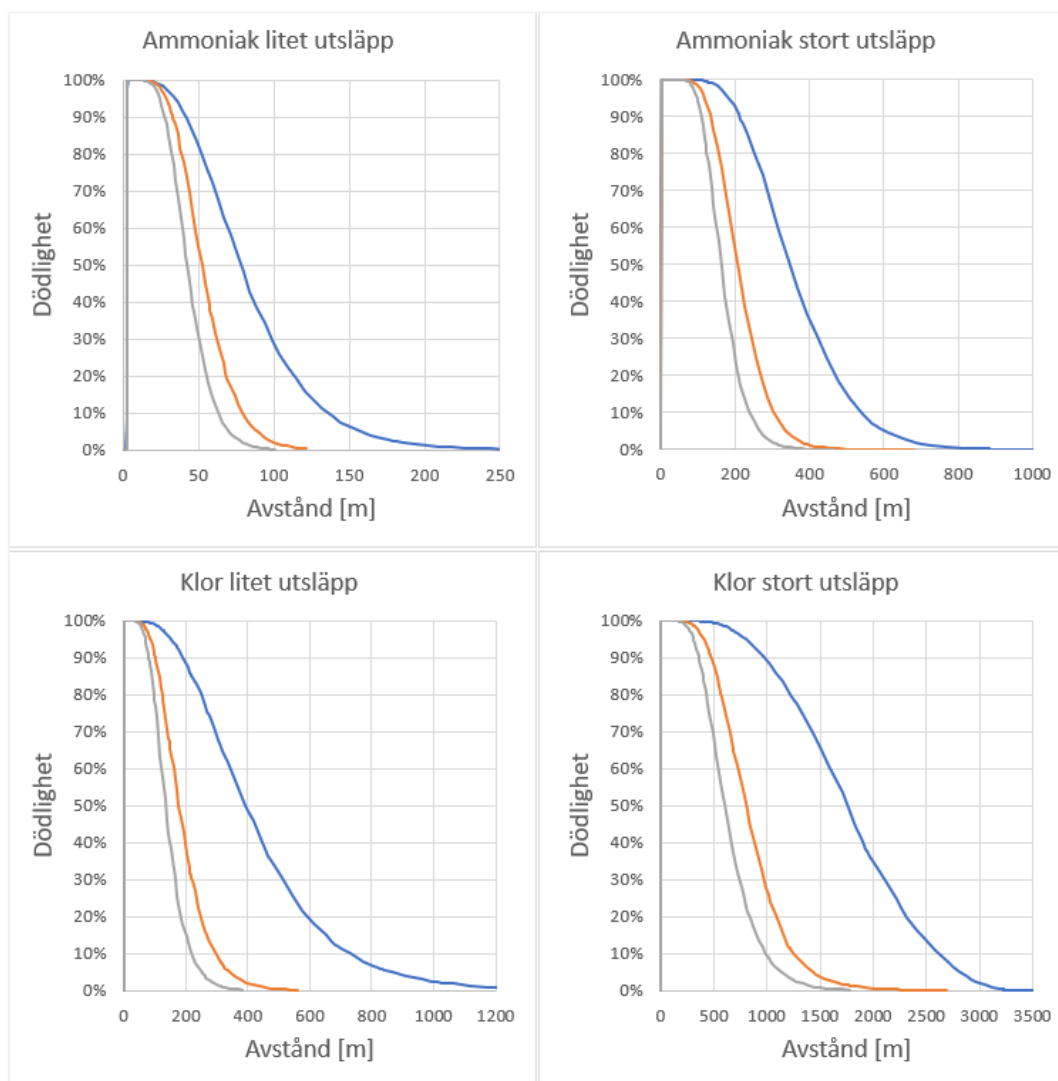 Ammoniak litet utsläpp
100%
90%
80%
70%
60%
50%
40%
30%
20%
10%
0%
Dödlighet
0 50 100 150 200 250
Avstånd [m]
Ammoniak stort utsläpp
100%
90%
80%
70%
60%
50%
40%
30%
20%
10%
0%
Dödlighet
0 200 400 600 800 1000
Avstånd [m]
Klor litet utsläpp
100%
90%
80%
70%
60%
50%
40%
30%
20%
10%
0%
Dödlighet
0 200 400 600 800 1000 1200
Avstånd [m]
Klor stort utsläpp
100%
90%
80%
70%
60%
50%
40%
30%
20%
10%
0%
Dödlighet
0 500 1000 1500 2000 2500 3000 3500
Avstånd [m]